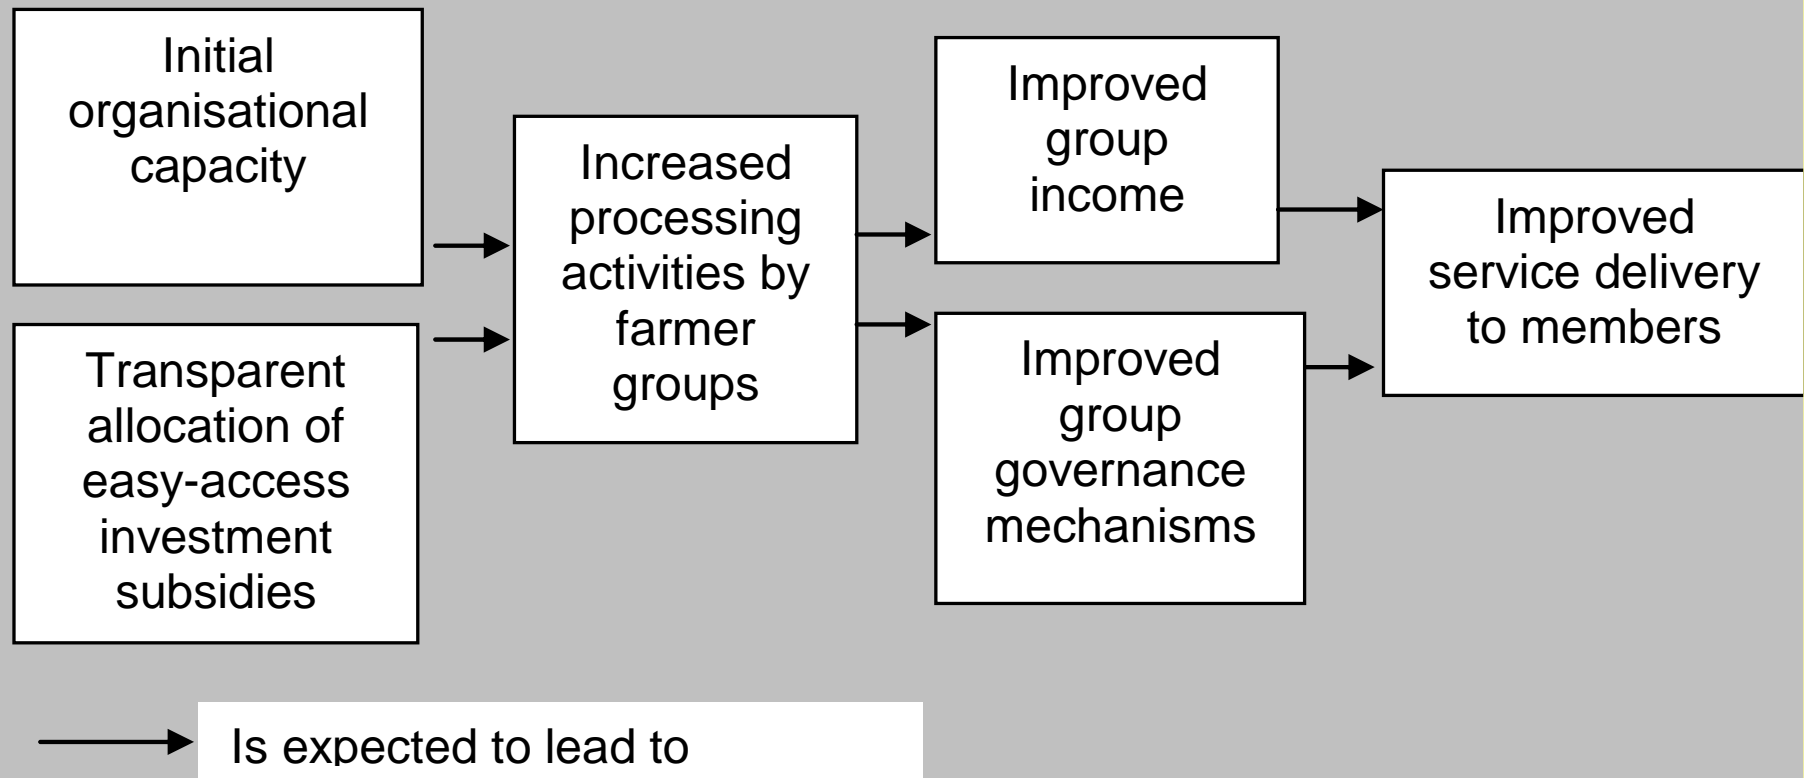 Initial
organisational
capacity
Transparent
allocation of
easy-access
investment
subsidies
Increased
processing
activities by
farmer
groups
Improved
group
income
Improved
group
governance
mechanisms
Improved
service delivery
to members
Is expected to lead to